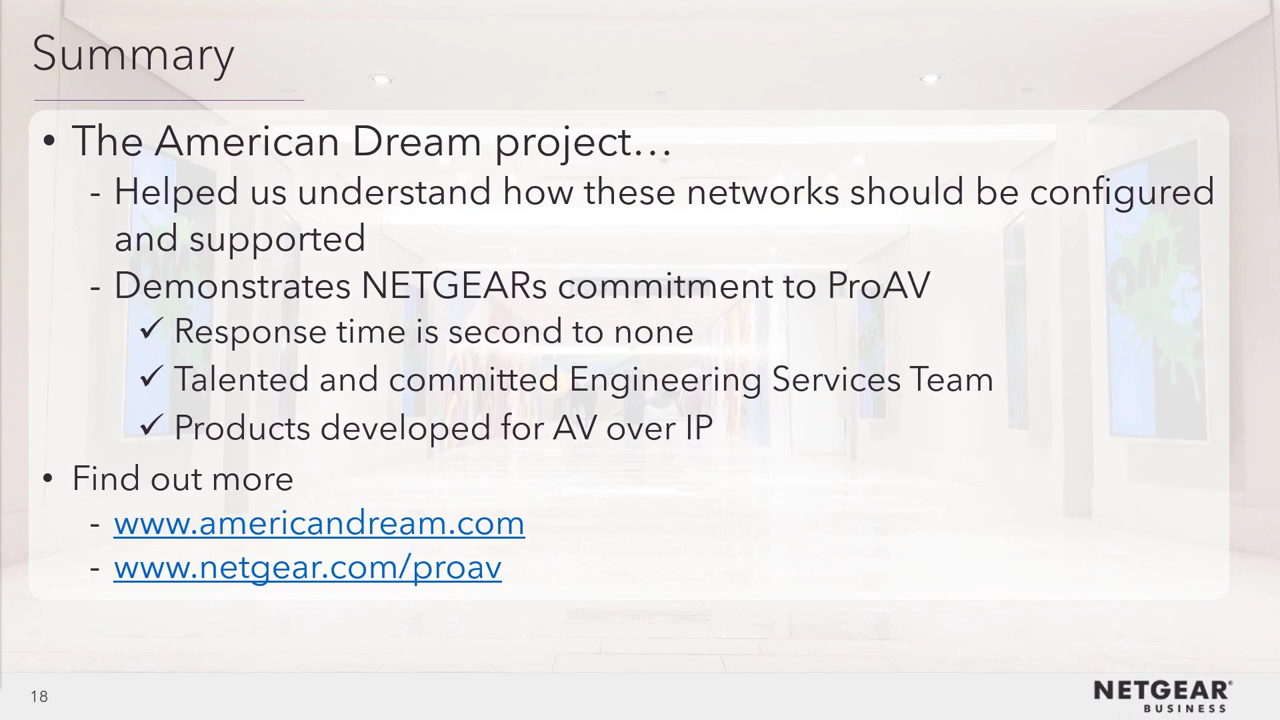 Summary
• The American Dream project…
- Helped us understand how these networks should be configured
and supported
- Demonstrates NETGEARs commitment to ProAV
✓ Response time is second to none
✓ Talented and committed Engineering Services Team
✓ Products developed for AV over IP
• Find out more
- www.americandream.com
- www.netgear.com/proav
18
NETGEAR®
BUSINESS